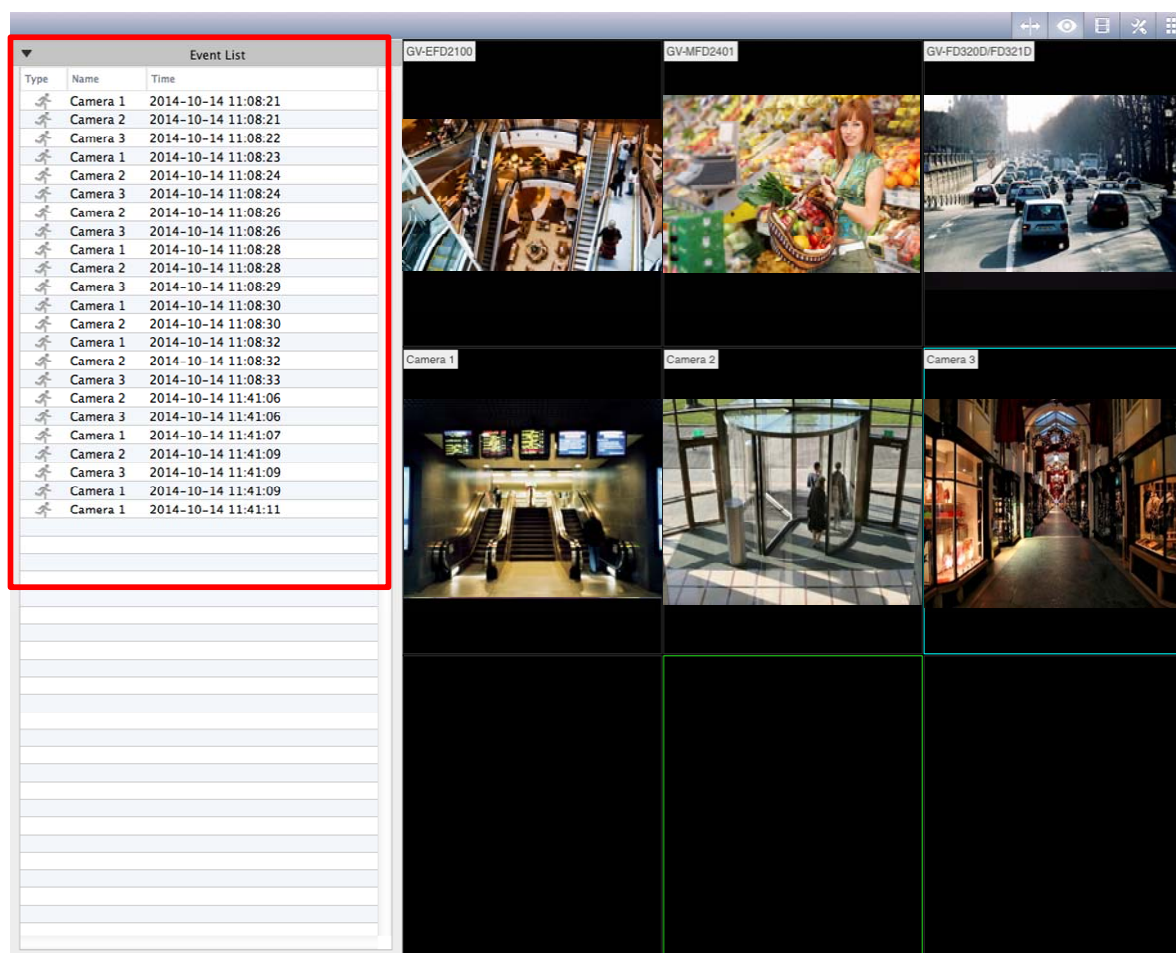 Event List
Type Name Time
Camera 1 2014-10-14 11:08:21
Camera 2 2014-10-14 11:08:21
Camera 3 2014-10-14 11:08:22
Camera 1 2014-10-14 11:08:23
Camera 2 2014-10-14 11:08:24
Camera 3 2014-10-14 11:08:24
Camera 2 2014-10-14 11:08:26
Camera 3 2014-10-14 11:08:26
Camera 1 2014-10-14 11:08:28
Camera 2 2014-10-14 11:08:28
Camera 3 2014-10-14 11:08:29
Camera 1 2014-10-14 11:08:30
Camera 2 2014-10-14 11:08:30
Camera 1 2014-10-14 11:08:32
Camera 2 2014-10-14 11:08:32
Camera 3 2014-10-14 11:08:33
Camera 2 2014-10-14 11:41:06
Camera 3 2014-10-14 11:41:06
Camera 1 2014-10-14 11:41:07
Camera 2 2014-10-14 11:41:09
Camera 3 2014-10-14 11:41:09
Camera 1 2014-10-14 11:41:09
Camera 1 2014-10-14 11:41:11
GV-EFD2100
GV-MFD2401
GV-FD320D/FD321D
Camera 1
Camera 2
Camera 3